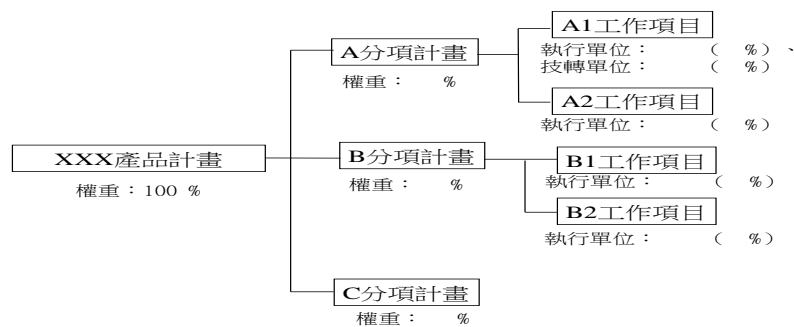 XXX產品計畫
權重：100 %
A分項計畫
權重：　%
A1工作項目
執行單位：　　（　%）、
技轉單位：　　（　%）
A2工作項目
執行單位：　　（　%）
B分項計畫
權重：　%
B1工作項目
執行單位：　　（　%）
B2工作項目
執行單位：　　（　%）
C分項計畫
權重：　%